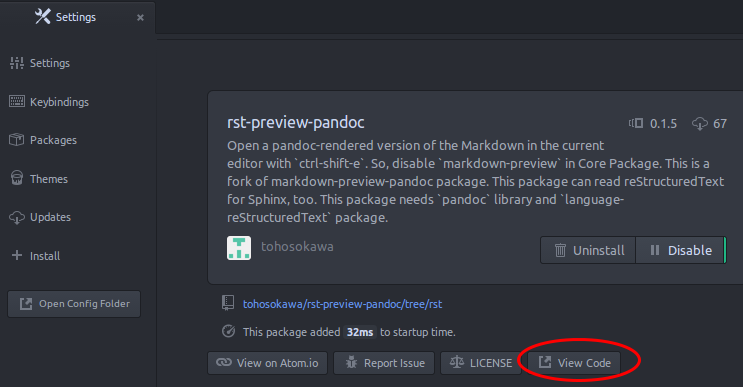 Settings
Settings
Keybindings
Packages
Themes
Updates
Install
Open Config Folder
rst-preview-pandoc
0.1.5
67
Open a pandoc-rendered version of the Markdown in the current
editor with `ctrl-shift-e`. So, disable `markdown-preview` in Core Package. This is a
fork of markdown-preview-pandoc package. This package can read reStructuredText
for Sphinx, too. This package needs `pandoc` library and `language-
reStructuredText` package.
tohosokawa
Uninstall
Disable
tohosokawa/rst-preview-pandoc/tree/rst
This package added 32ms to startup time.
View on Atom.io
Report Issue
LICENSE
View Code